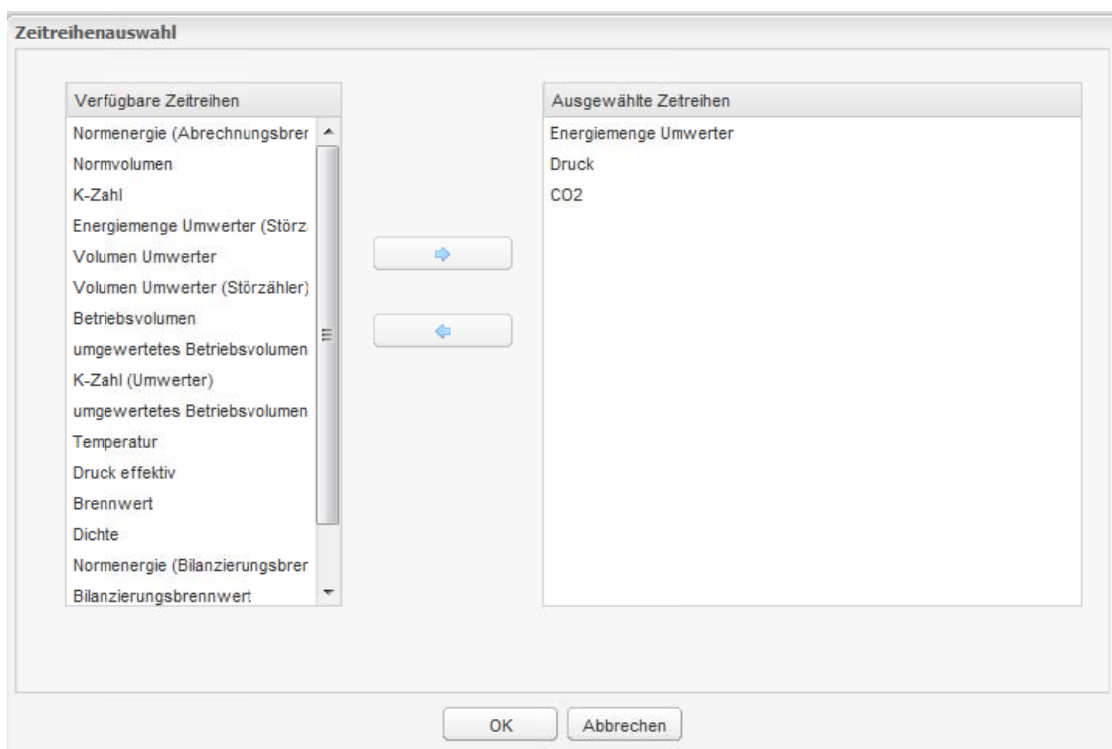 Zeitreihenauswahl
Verfügbare Zeitreihen
Normenergie (Abrechnungsbrer
Normvolumen
K-Zahl
Energiemenge Umwerter (Störz
Volumen Umwerter
Volumen Umwerter (Störzähler)
Betriebsvolumen
umgewertetes Betriebsvolumen
K-Zahl (Umwerter)
umgewertetes Betriebsvolumen
Temperatur
Druck effektiv
Brennwert
Dichte
Normenergie (Bilanzierungsbrer
Bilanzierungsbrennwert
Ausgewählte Zetreihen
Energiemenge Umwerter
Druck
CO2
OK
Abbrechen